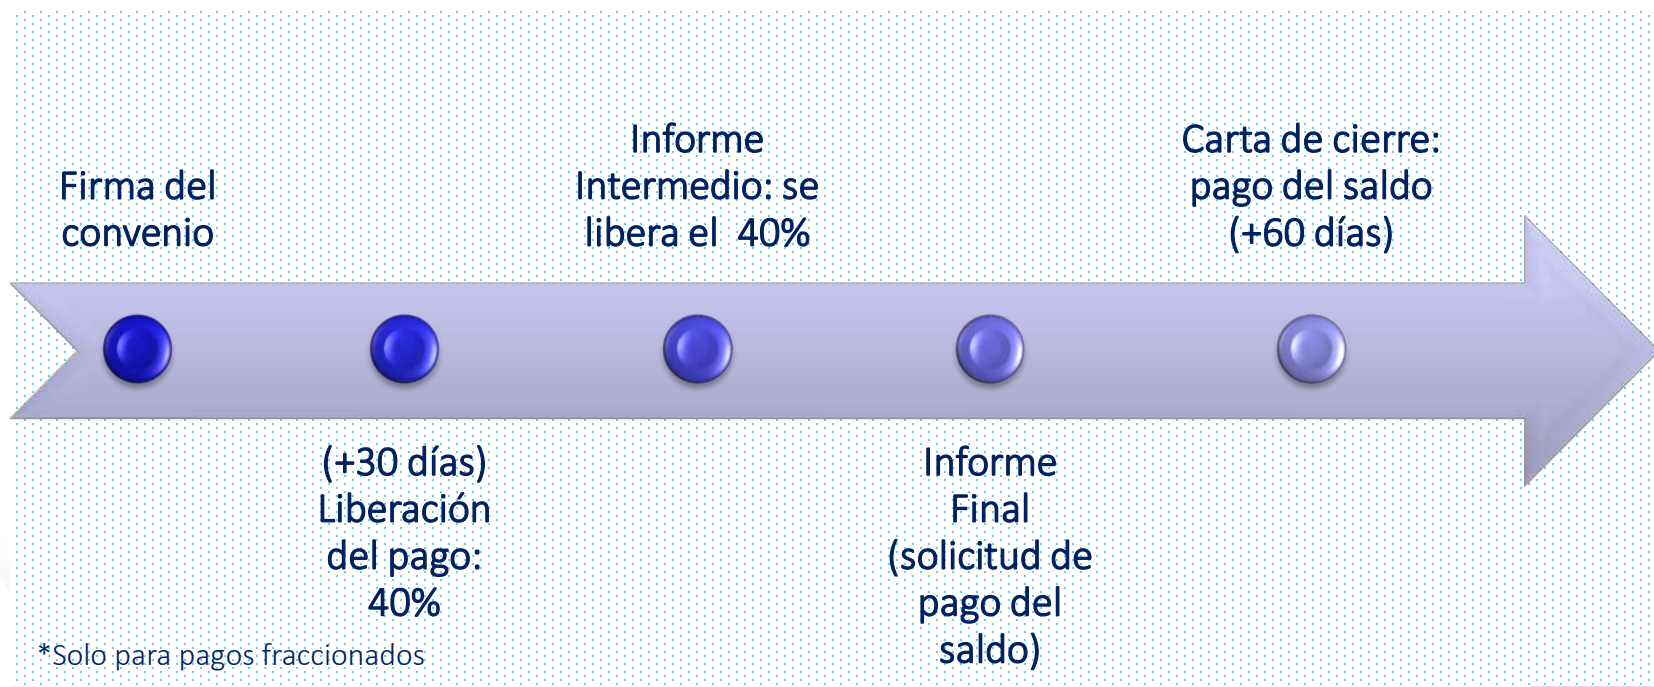 Firma del
convenio
(+30 días)
Liberación
del pago:
40%
Informe
Intermedio: se
libera el  40%
Informe
Final
(solicitud de
pago del
saldo)
Carta de cierre:
pago del saldo
(+60 días)
*Solo para pagos fraccionados